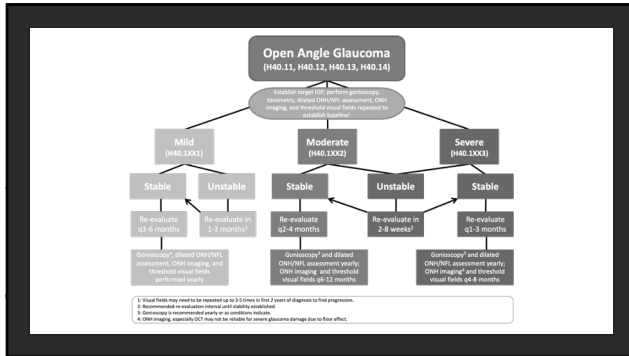 Open Angle Glaucoma
(H40.11, H40.12, H40.13, H40.14)
Establish target IOP, perform gonioscopy,
tonometry, dilated ONH/NFL assessment, ONH
imaging, and threshold visual fields repeated to
establish baseline¹
Mild
(H40.1XX1)
Moderate
(H40.1XX2)
Severe
(H40.1XX3)
Stable
Unstable
Stable
Unstable
Stable
Re-evaluate
q3-6 months
Re-evaluate in
1-3 months²
Re-evaluate
q2-4 months
Re-evaluate in
2-8 weeks²
Re-evaluate
q1-3 months
Gonioscopy³, dilated ONH/NFL
assessment, ONH imaging, and
threshold visual fields
performed yearly
Gonioscopy³ and dilated
ONH/NFL assessment yearly;
ONH imaging and threshold
visual fields q6-12 months
Gonioscopy³ and dilated
ONH/NFL assessment yearly;
ONH imaging⁴ and threshold
visual fields q4-8 months
1: Visual fields may need to be repeated up to 3-5 times in first 2 years of diagnosis to find progression.
2: Recommended re-evaluation interval until stability established.
3: Gonioscopy is recommended yearly or as conditions indicate.
4: ONH imaging, especially OCT may not be reliable for severe glaucoma damage due to floor effect.